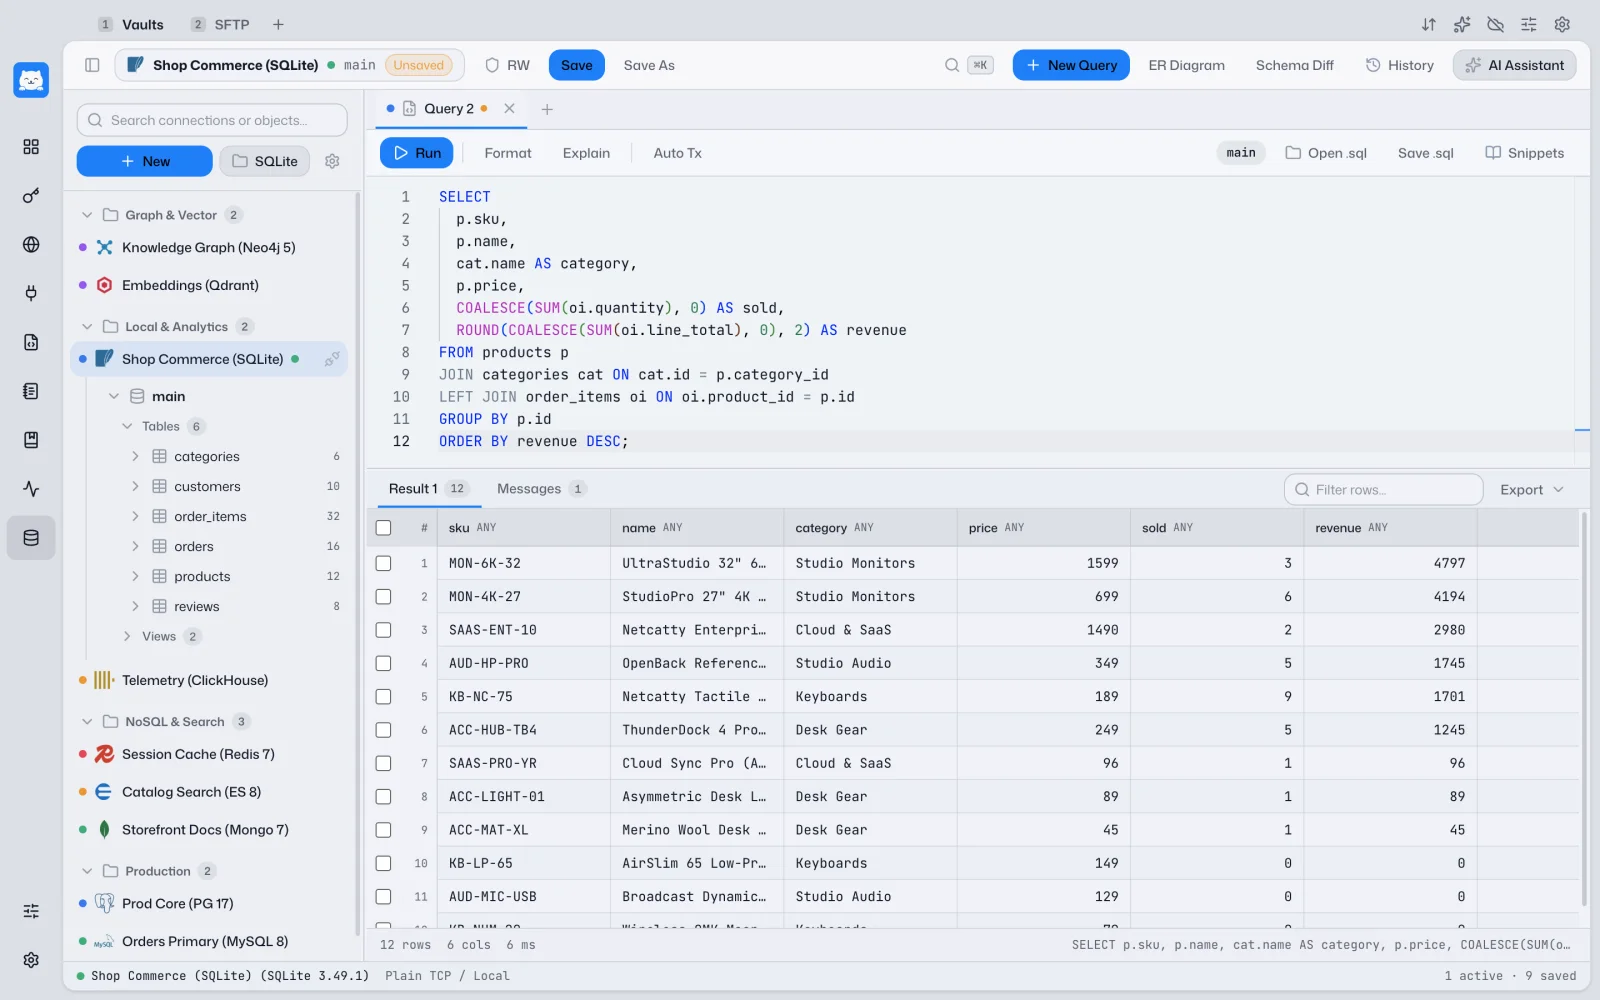 1 Vaults 2 SFTP +
Shop Commerce (SQLite) main Unsaved RW Save Save As ⌘K + New Query ER Diagram Schema Diff History AI Assistant
Search connections or objects...
+ New SQLite
Graph & Vector 2
Knowledge Graph (Neo4j 5)
Embeddings (Qdrant)
Local & Analytics 2
Shop Commerce (SQLite)
main
Tables 6
categories 6
customers 10
order_items 32
orders 16
products 12
reviews 8
Views 2
Telemetry (ClickHouse)
NoSQL & Search 3
Session Cache (Redis 7)
Catalog Search (ES 8)
Storefront Docs (Mongo 7)
Production 2
Prod Core (PG 17)
MySQL Orders Primary (MySQL 8)
Query 2
Run Format Explain Auto Tx main Open .sql Save .sql Snippets
1 SELECT
2 p.sku,
3 p.name,
4 cat.name AS category,
5 p.price,
6 COALESCE(SUM(oi.quantity), 0) AS sold,
7 ROUND(COALESCE(SUM(oi.line_total), 0), 2) AS revenue
8 FROM products p
9 JOIN categories cat ON cat.id = p.category_id
10 LEFT JOIN order_items oi ON oi.product_id = p.id
11 GROUP BY p.id
12 ORDER BY revenue DESC;
Result 1 12 Messages 1 Filter rows... Export
# sku ANY name ANY category ANY price ANY sold ANY revenue ANY
1 MON-6K-32 UltraStudio 32" 6… Studio Monitors 1599 3 4797
2 MON-4K-27 StudioPro 27" 4K … Studio Monitors 699 6 4194
3 SAAS-ENT-10 Netcatty Enterpri… Cloud & SaaS 1490 2 2980
4 AUD-HP-PRO OpenBack Referenc… Studio Audio 349 5 1745
5 KB-NC-75 Netcatty Tactile … Keyboards 189 9 1701
6 ACC-HUB-TB4 ThunderDock 4 Pro… Desk Gear 249 5 1245
7 SAAS-PRO-YR Cloud Sync Pro (A… Cloud & SaaS 96 1 96
8 ACC-LIGHT-01 Asymmetric Desk L… Desk Gear 89 1 89
9 ACC-MAT-XL Merino Wool Desk … Desk Gear 45 1 45
10 KB-LP-65 AirSlim 65 Low-Pr… Keyboards 149 0 0
11 AUD-MIC-USB Broadcast Dynamic… Studio Audio 129 0 0
12 rows 6 cols 6 ms SELECT p.sku, p.name, cat.name AS category, p.price, COALESCE(SUM(o…
Shop Commerce (SQLite) (SQLite 3.49.1) Plain TCP / Local 1 active · 9 saved